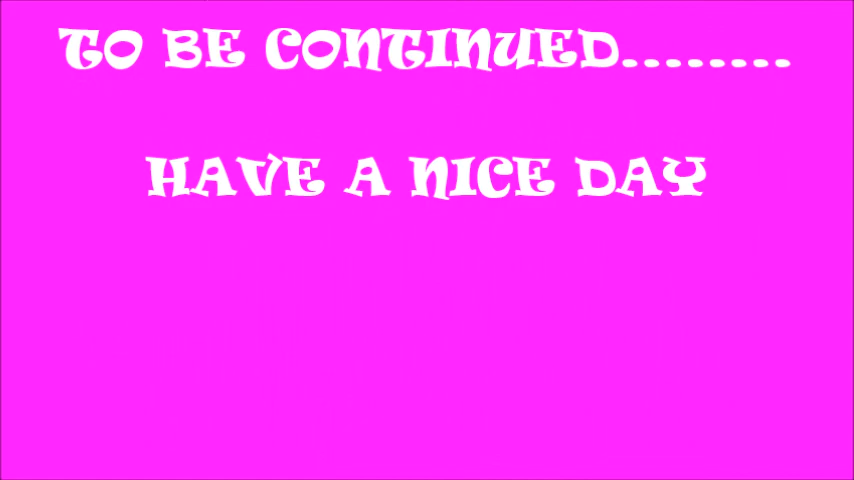 TO BE CONTINUED........
HAVE A NICE DAY